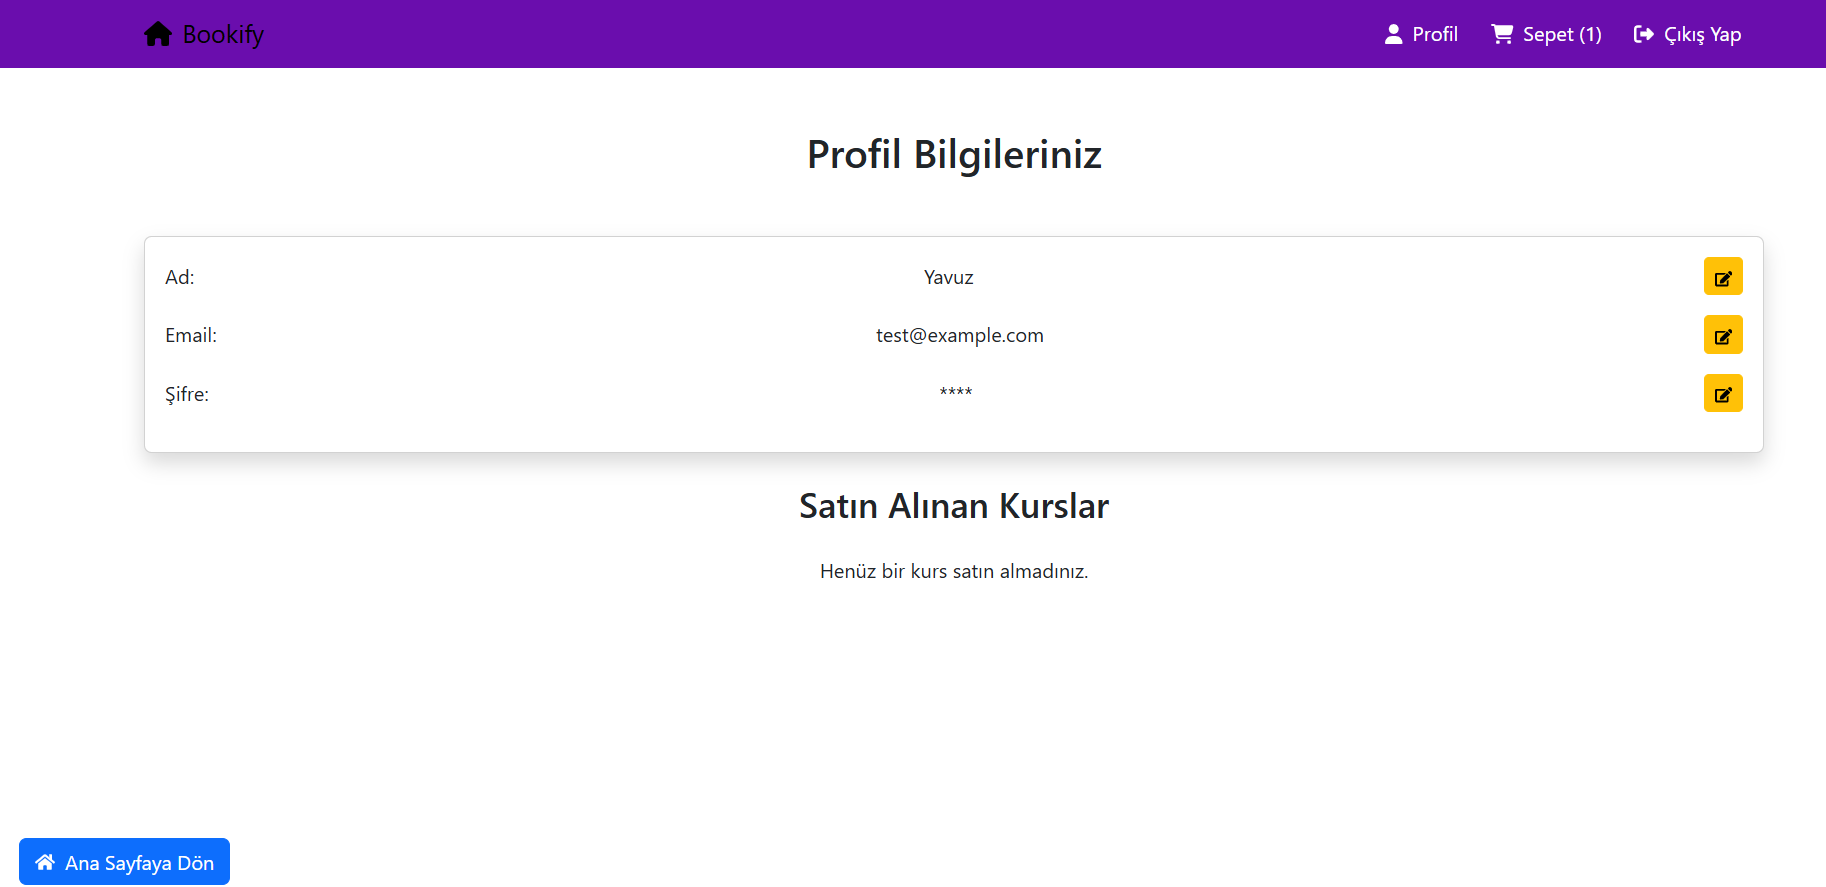 Bookify
Profil
Sepet (1)
Çıkış Yap
Profil Bilgileriniz
Ad:
Yavuz
Email:
test@example.com
Şifre:
****
Satın Alınan Kurslar
Henüz bir kurs satın almadınız.
Ana Sayfaya Dön